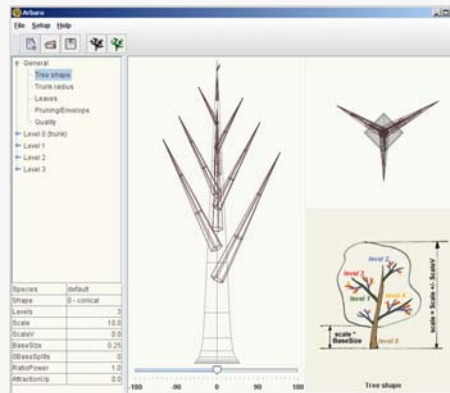 Arbaro
File Setup Help
General
Tree shape
Trunk radius
Leaves
Pruning/Envelope
Quality
Level 0 (trunk)
Level 1
Level 2
Level 3
Species default
Shape 0 - conical
Levels 3
Scale 10.0
ScaleV 0.0
BaseSize 0.25
0BaseSplits 0
RatioPower 1.0
AttractionUp 0.0
-180 -90 0 90 180
level 2
level 3
level 1
level 4
level 0
scale *
BaseSize
scale = Scale +/- ScaleV
Tree shape